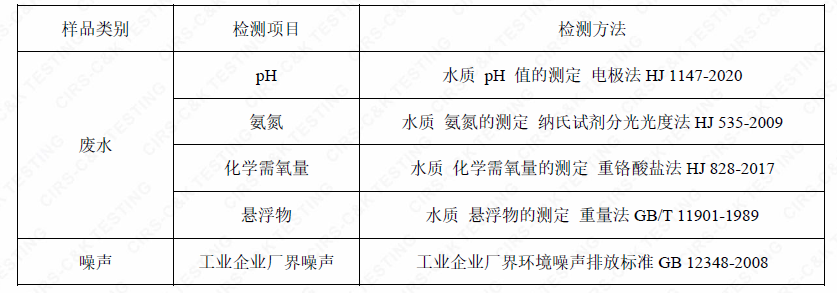 样品类别 检测项目 检测方法
pH 水质 pH 值的测定 电极法 HJ 1147-2020
氨氮 水质 氨氮的测定 纳氏试剂分光光度法 HJ 535-2009
废水
化学需氧量 水质 化学需氧量的测定 重铬酸盐法 HJ 828-2017
悬浮物 水质 悬浮物的测定 重量法 GB/T 11901-1989
噪声 工业企业厂界噪声 工业企业厂界环境噪声排放标准 GB 12348-2008
CIRS-C&K TESTING